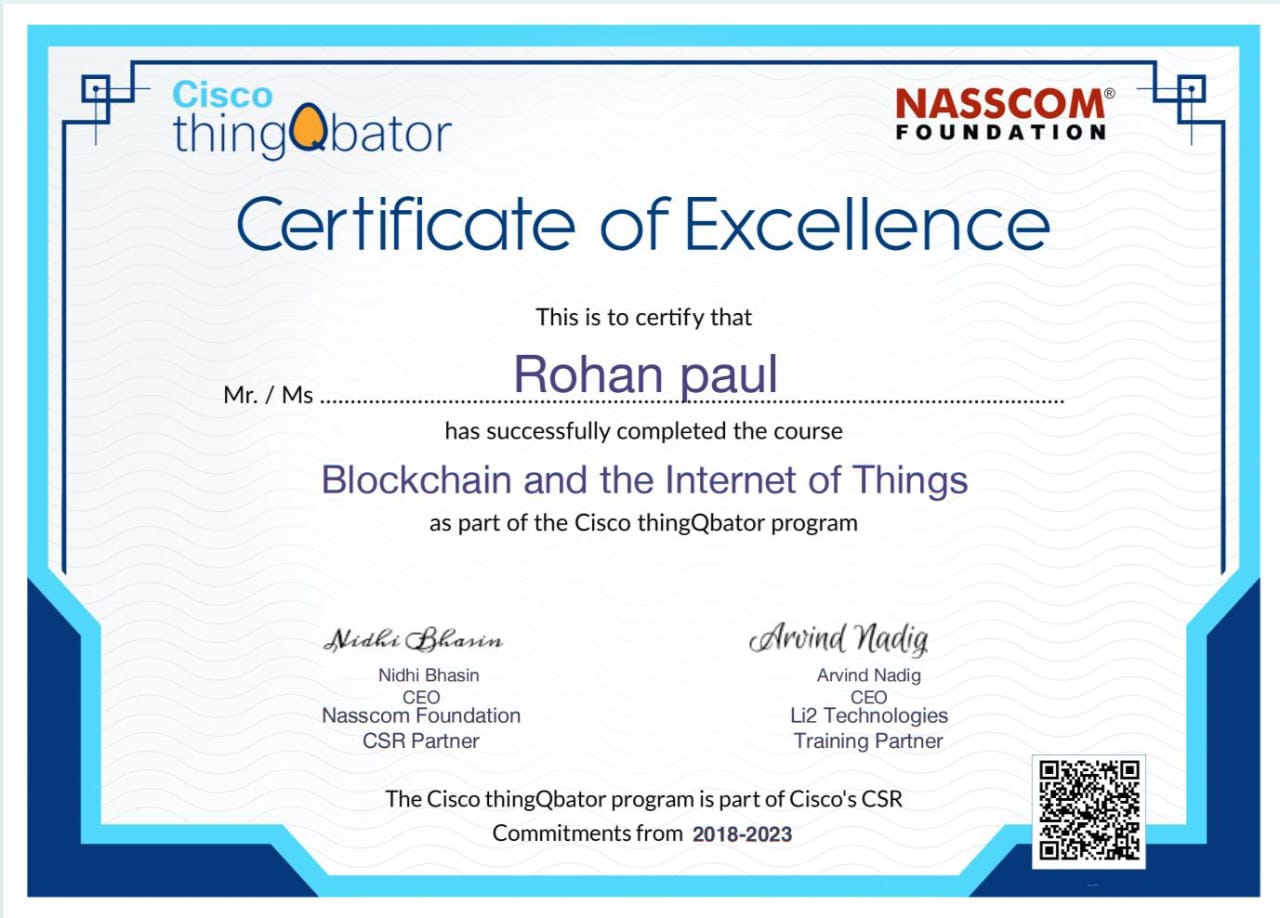 Cisco
thingQbator
NASSCOM®
FOUNDATION
Certificate of Excellence
This is to certify that
Rohan paul
Mr. / Ms ................................................................................................................................
has successfully completed the course
Blockchain and the Internet of Things
as part of the Cisco thingQbator program
Nidhi Bhasin
Nidhi Bhasin
CEO
Nasscom Foundation
CSR Partner
Arvind Nadig
Arvind Nadig
CEO
Li2 Technologies
Training Partner
The Cisco thingQbator program is part of Cisco's CSR
Commitments from 2018-2023